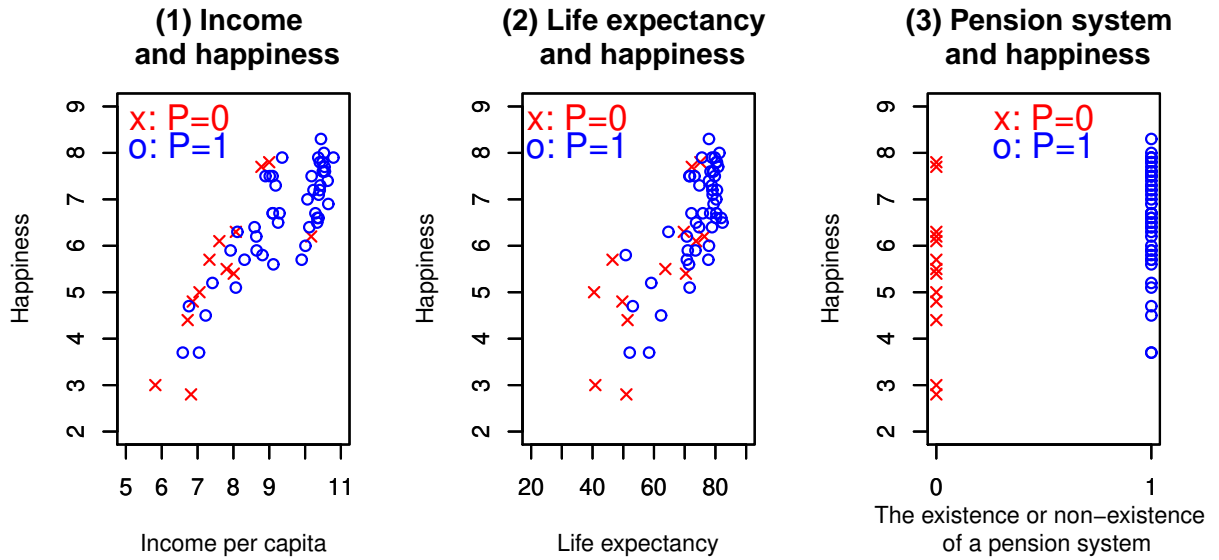 (1) Income
and happiness
x: P=0
o: P=1
Happiness
9
8
7
6
5
4
3
2
5 6 7 8 9 11
Income per capita
(2) Life expectancy
and happiness
x: P=0
o: P=1
Happiness
9
8
7
6
5
4
3
2
20 40 60 80
Life expectancy
(3) Pension system
and happiness
x: P=0
o: P=1
Happiness
9
8
7
6
5
4
3
2
0 1
The existence or non−existence
of a pension system